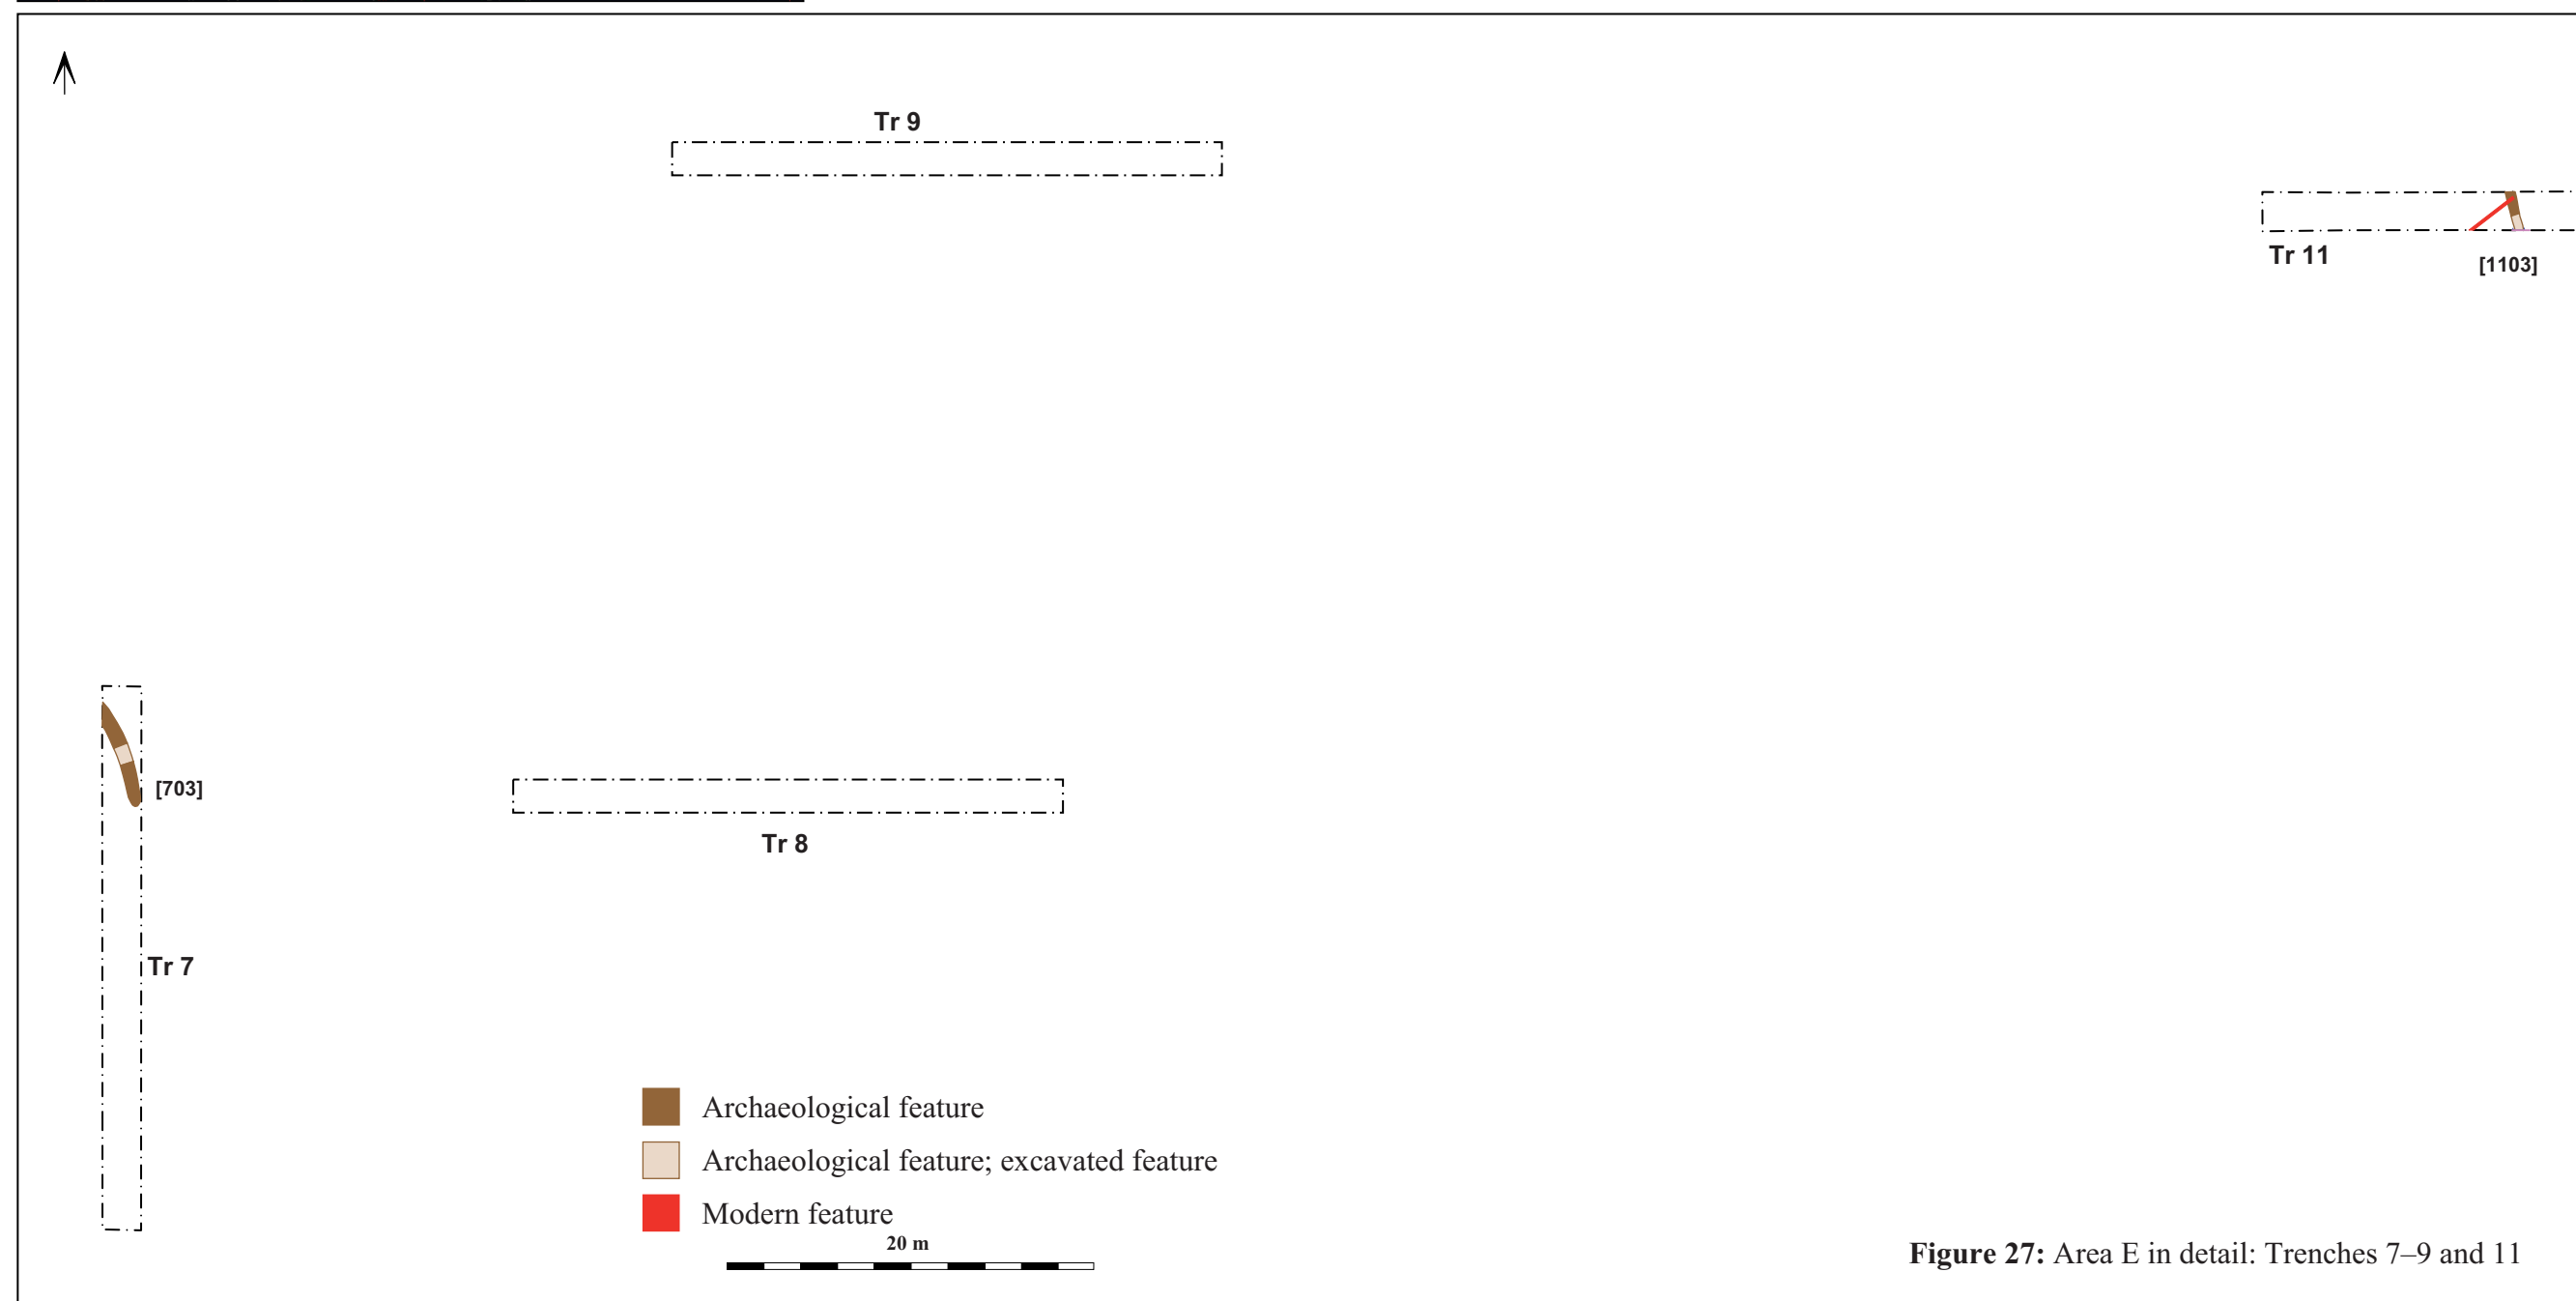 Tr 9
Tr 11
[1103]
[703]
Tr 8
Tr 7
Archaeological feature
Archaeological feature; excavated feature
Modern feature
20 m
Figure 27: Area E in detail: Trenches 7–9 and 11